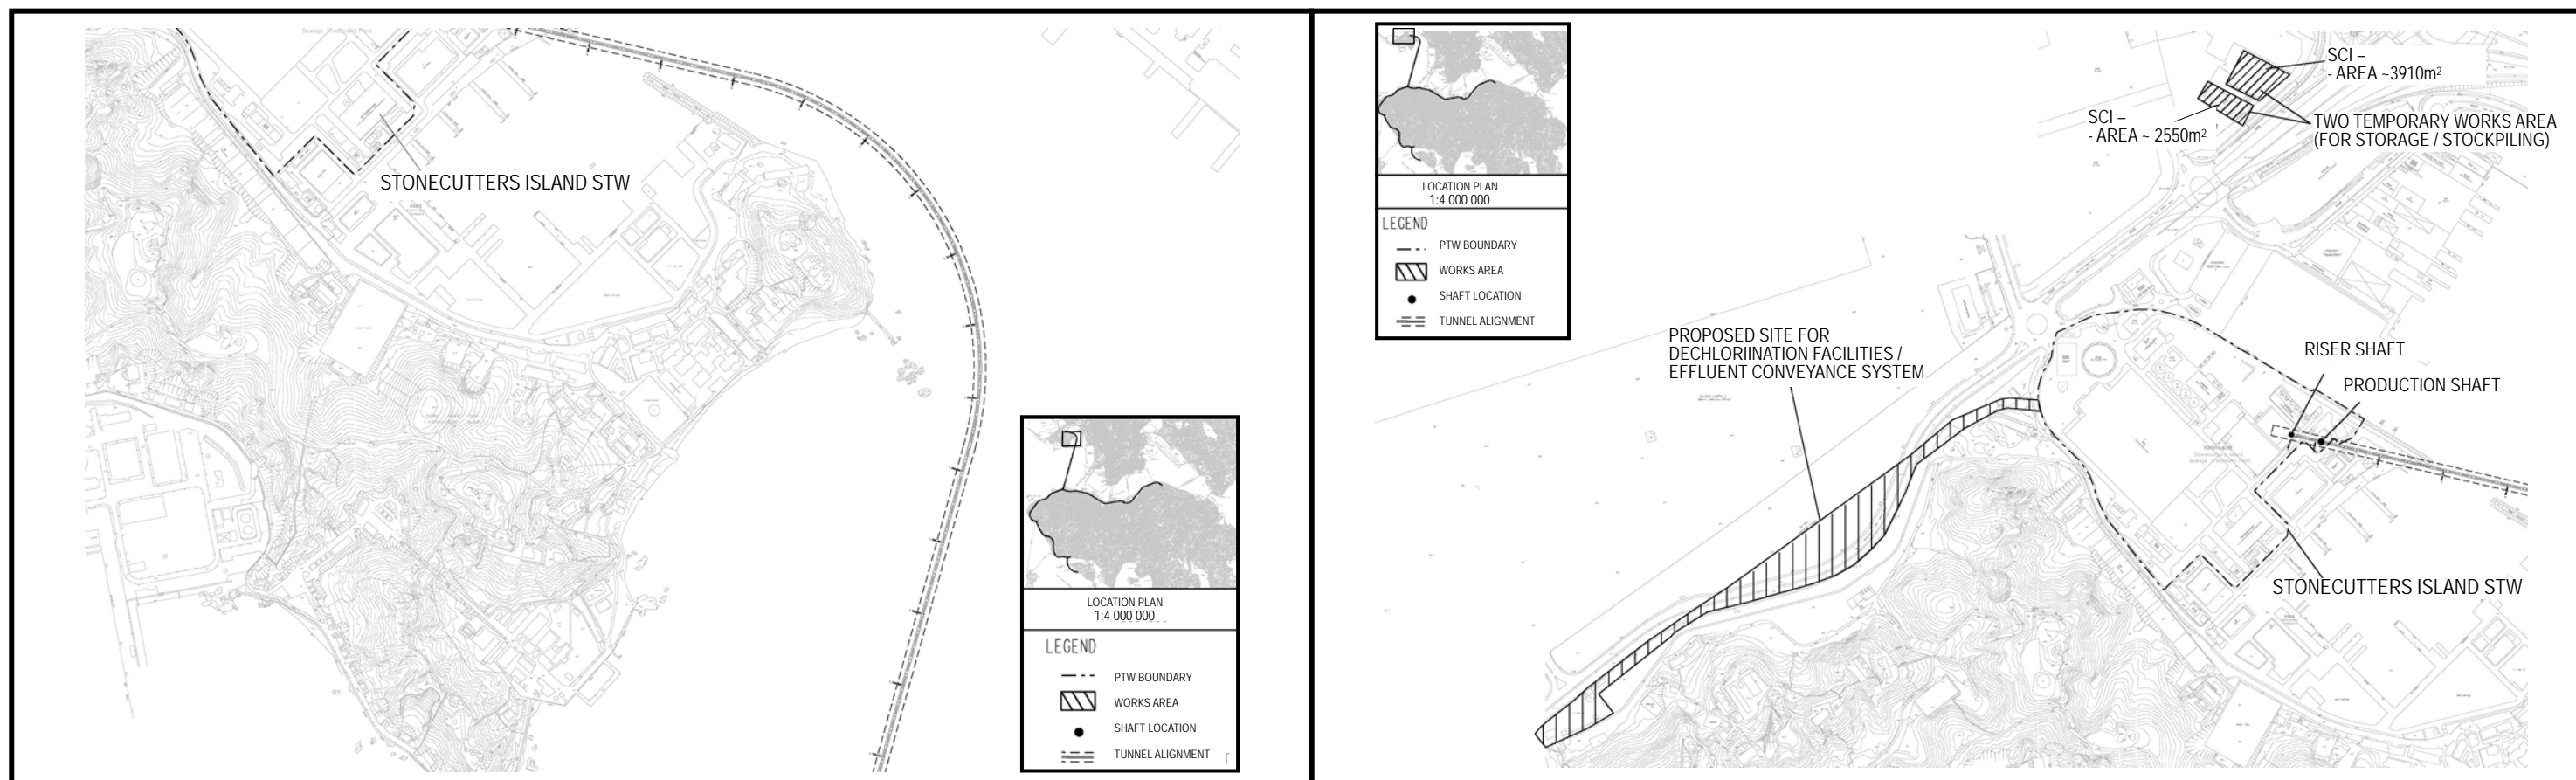 STONECUTTERS ISLAND STW
LOCATION PLAN
1:4 000 000
LEGEND
PTW BOUNDARY
WORKS AREA
SHAFT LOCATION
TUNNEL ALIGNMENT
LOCATION PLAN
1:4 000 000
LEGEND
PTW BOUNDARY
WORKS AREA
SHAFT LOCATION
TUNNEL ALIGNMENT
SCI –
- AREA ~3910m²
SCI –
- AREA ~ 2550m²
TWO TEMPORARY WORKS AREA
(FOR STORAGE / STOCKPILING)
PROPOSED SITE FOR
DECHLORIINATION FACILITIES /
EFFLUENT CONVEYANCE SYSTEM
RISER SHAFT
PRODUCTION SHAFT
STONECUTTERS ISLAND STW